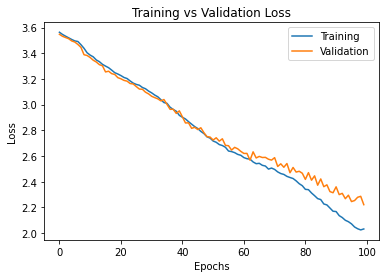 Training vs Validation Loss
3.6
3.4
3.2
3.0
2.8
2.6
2.4
2.2
2.0
Loss
Training
Validation
0 20 40 60 80 100
Epochs